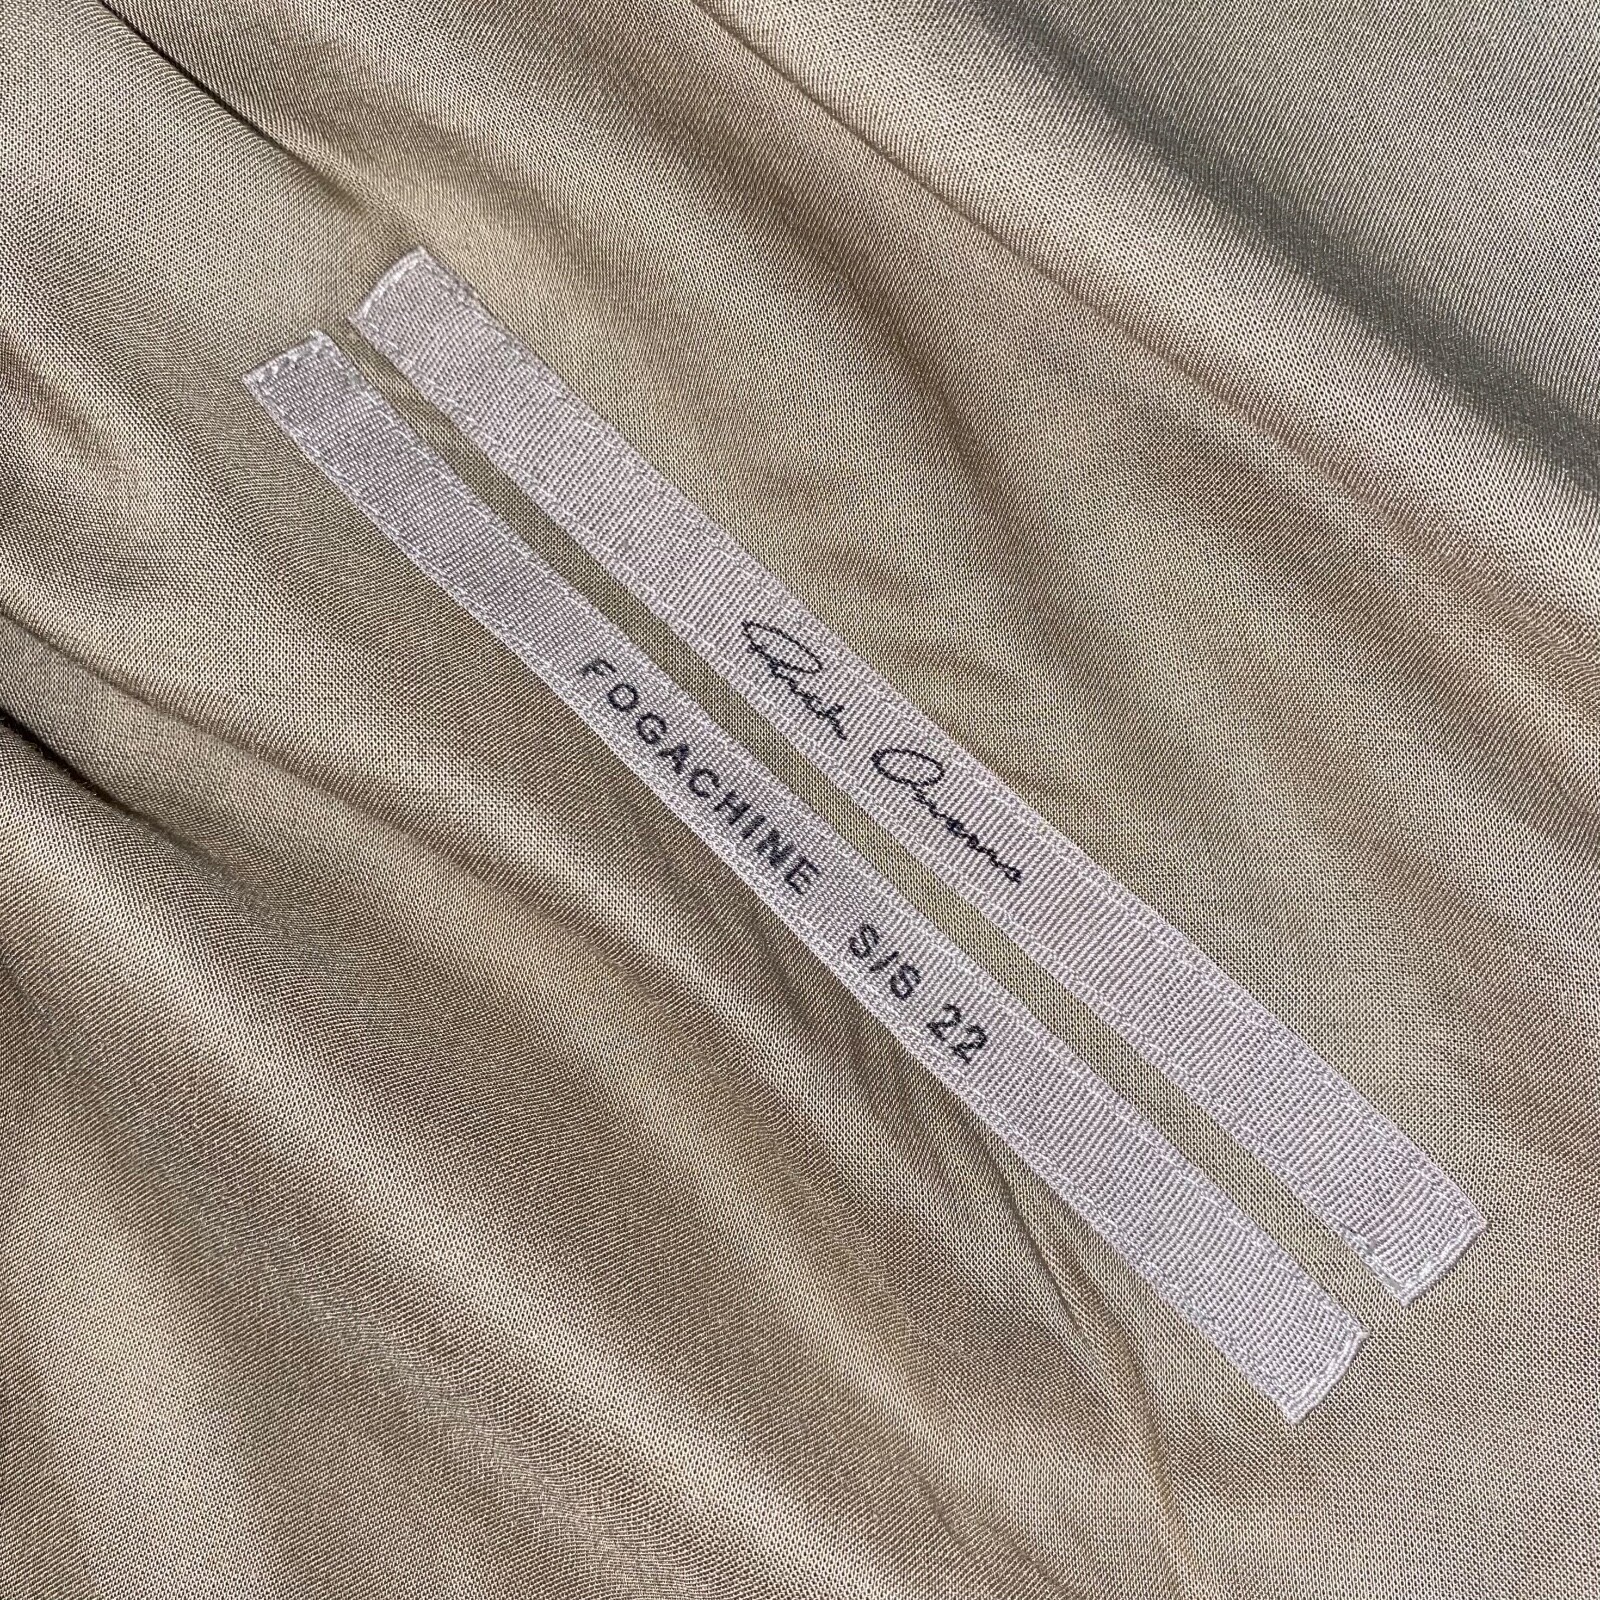 Rick Owens
FOGACHINE S/S 22